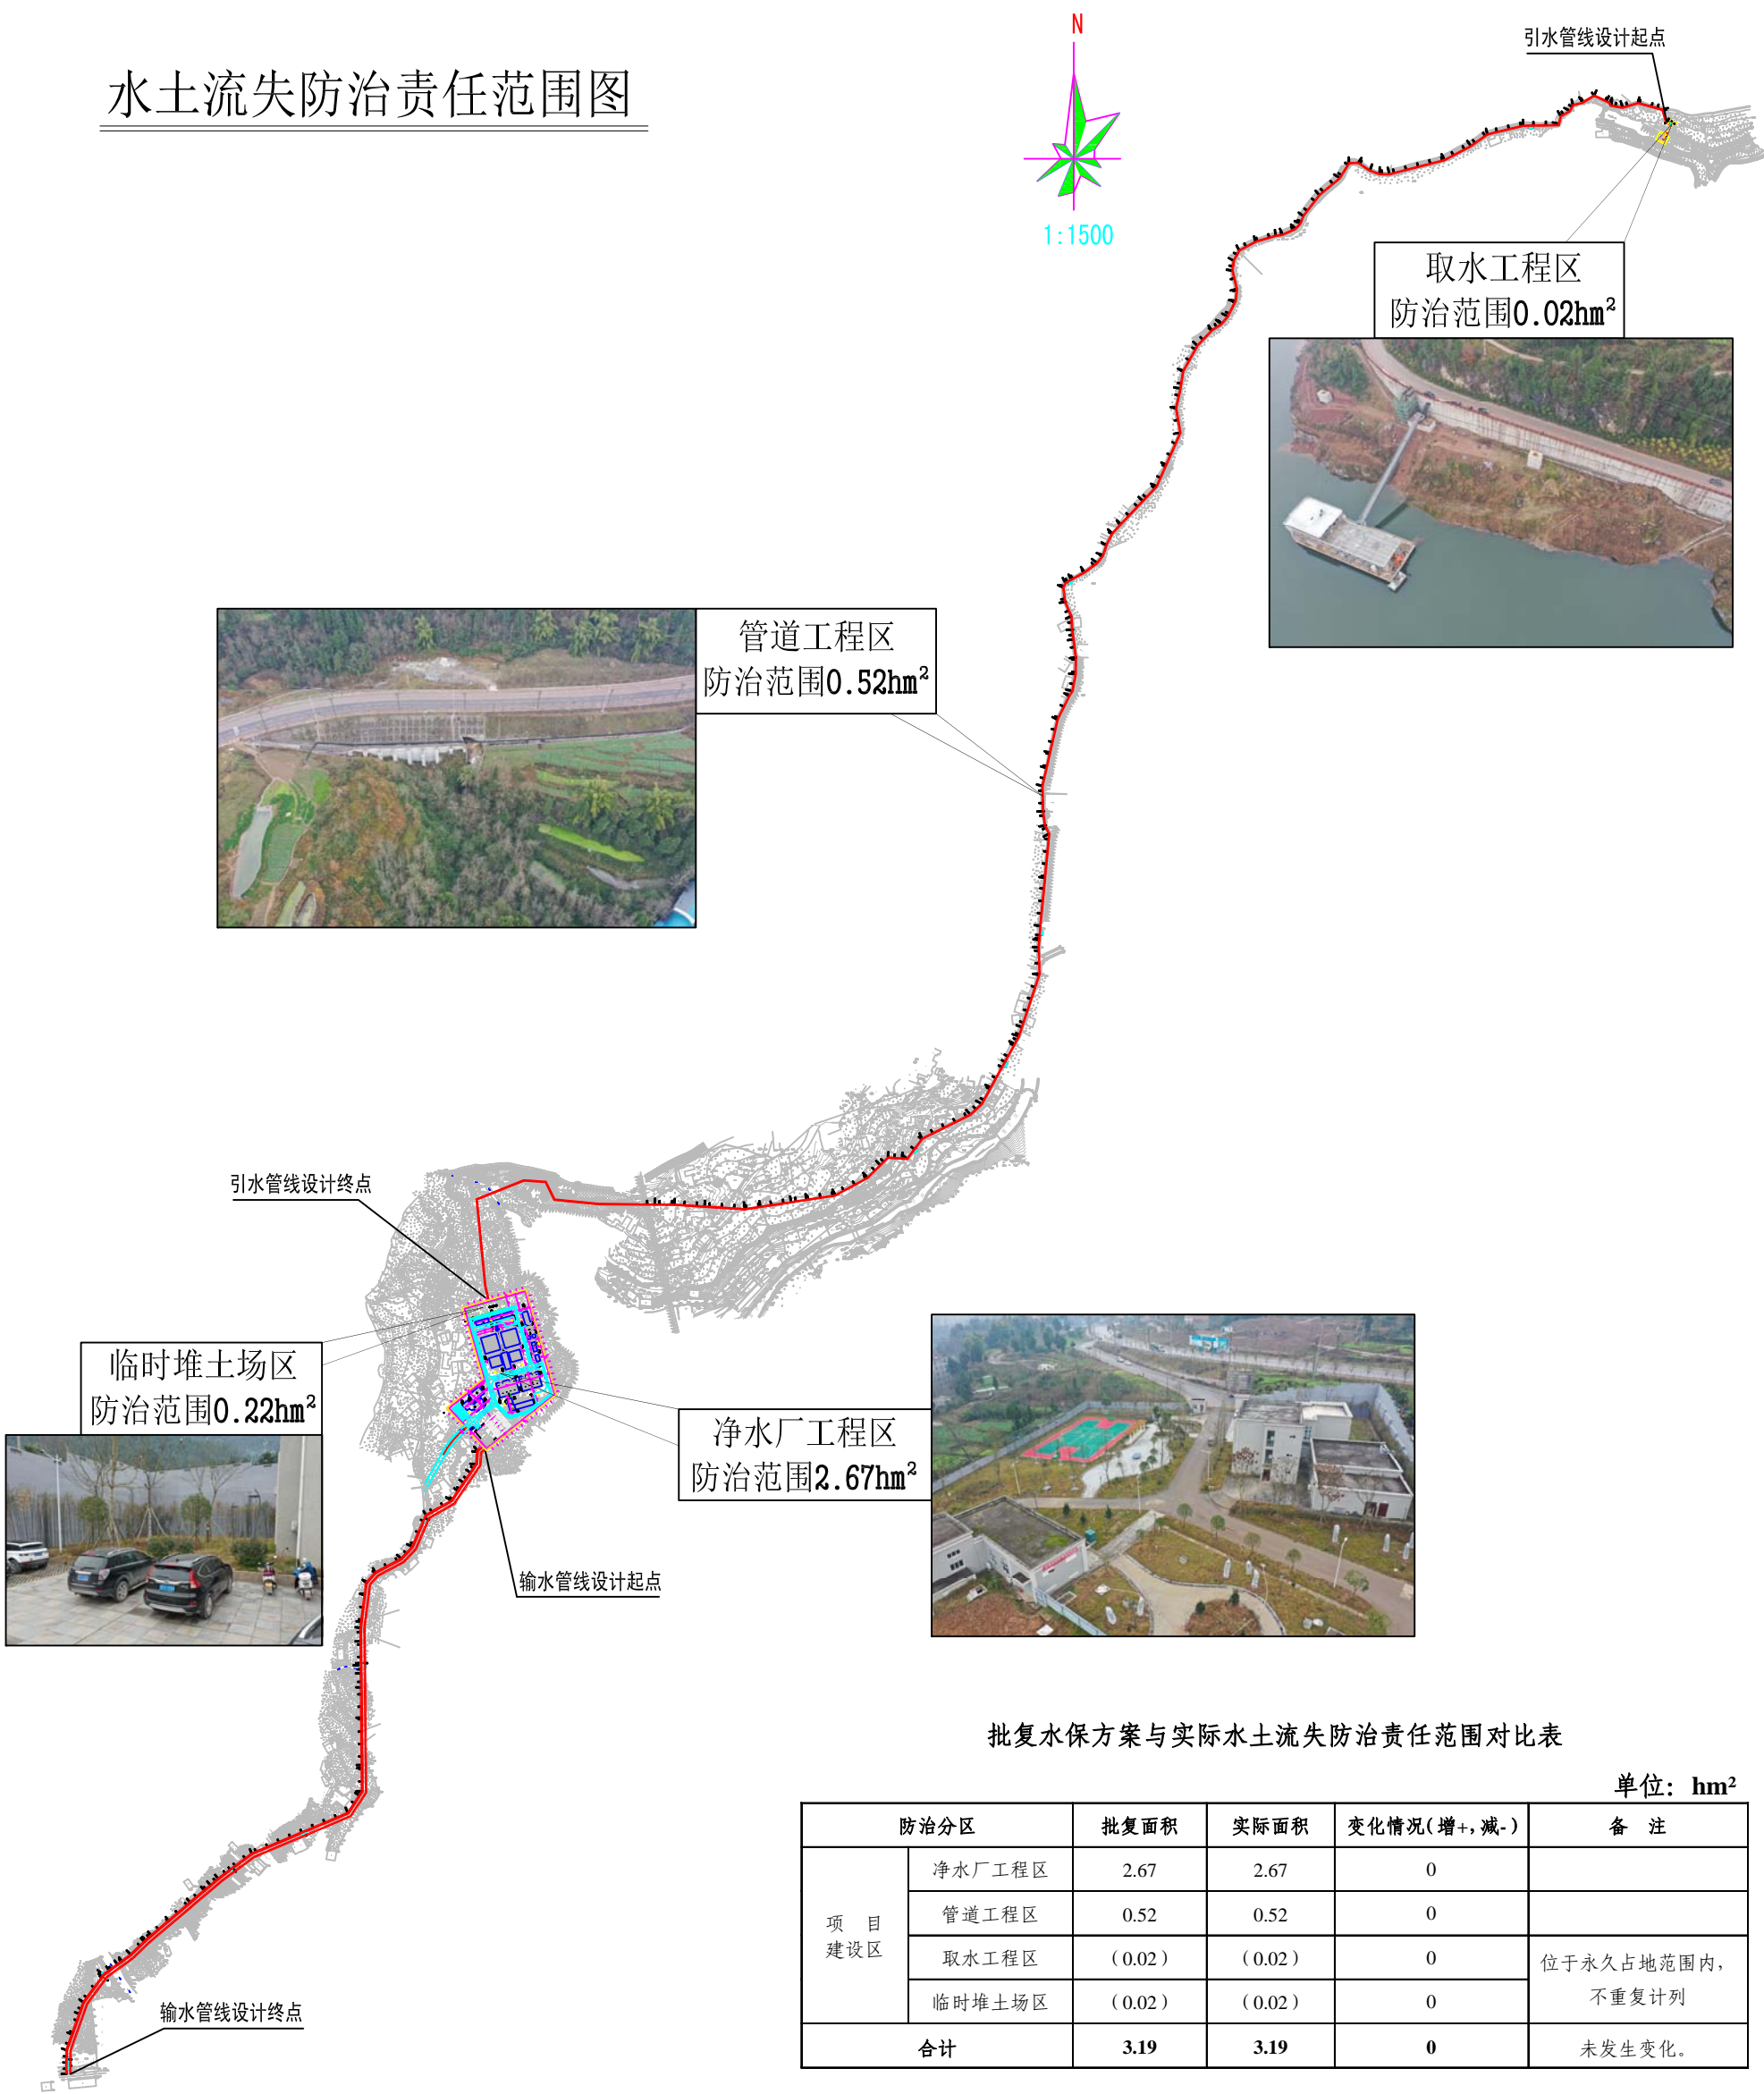 水土流失防治责任范围图
N
1:1500
引水管线设计起点
取水工程区
防治范围0.02hm²
管道工程区
防治范围0.52hm²
引水管线设计终点
临时堆土场区
防治范围0.22hm²
净水厂工程区
防治范围2.67hm²
输水管线设计起点
输水管线设计终点
批复水保方案与实际水土流失防治责任范围对比表
单位：hm²
防治分区 批复面积 实际面积 变化情况（增+，减-） 备 注
项 目
建设区
净水厂工程区 2.67 2.67 0
管道工程区 0.52 0.52 0
取水工程区 （0.02） （0.02） 0
临时堆土场区 （0.02） （0.02） 0
位于永久占地范围内，
不重复计列
合计 3.19 3.19 0 未发生变化。